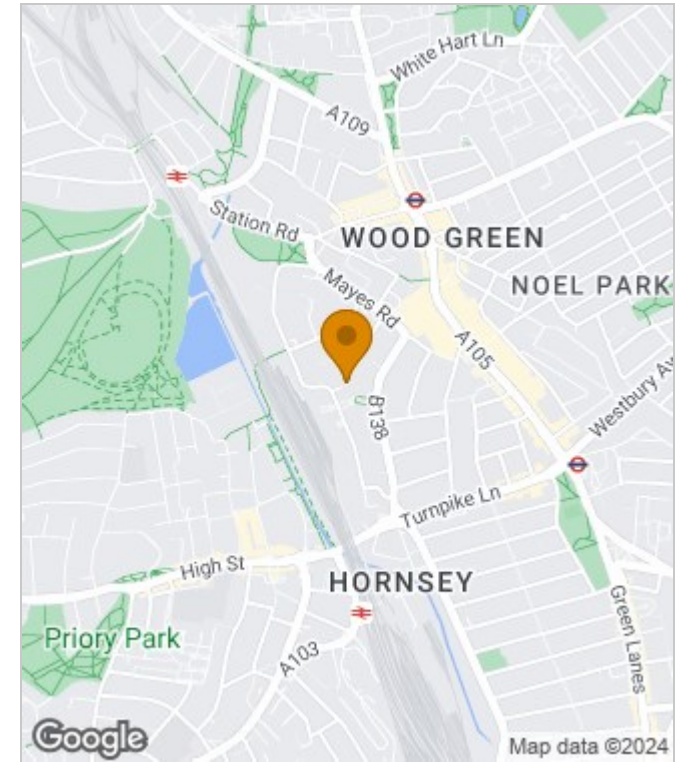 White Hart Ln
A109
Station Rd
WOOD GREEN
NOEL PARK
Mayes Rd
A105
B138
Westbury Av
Turnpike Ln
High St
HORNSEY
Priory Park
A103
Green Lanes
Google
Map data ©2024